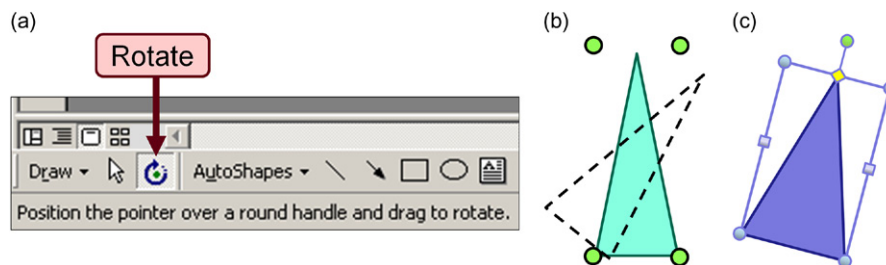 (a)
Rotate
Draw
AutoShapes
Position the pointer over a round handle and drag to rotate.
(b)
(c)